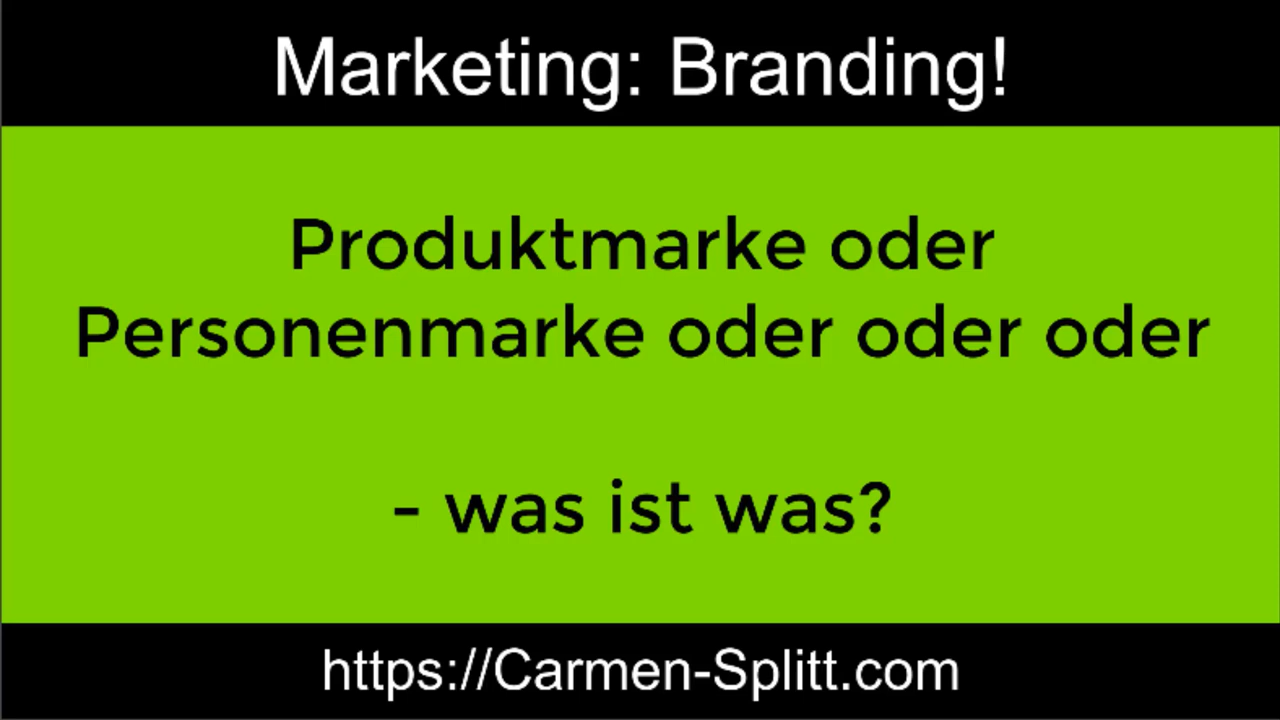 Marketing: Branding!
Produktmarke oder
Personenmarke oder oder oder
- was ist was?
https://Carmen-Splitt.com